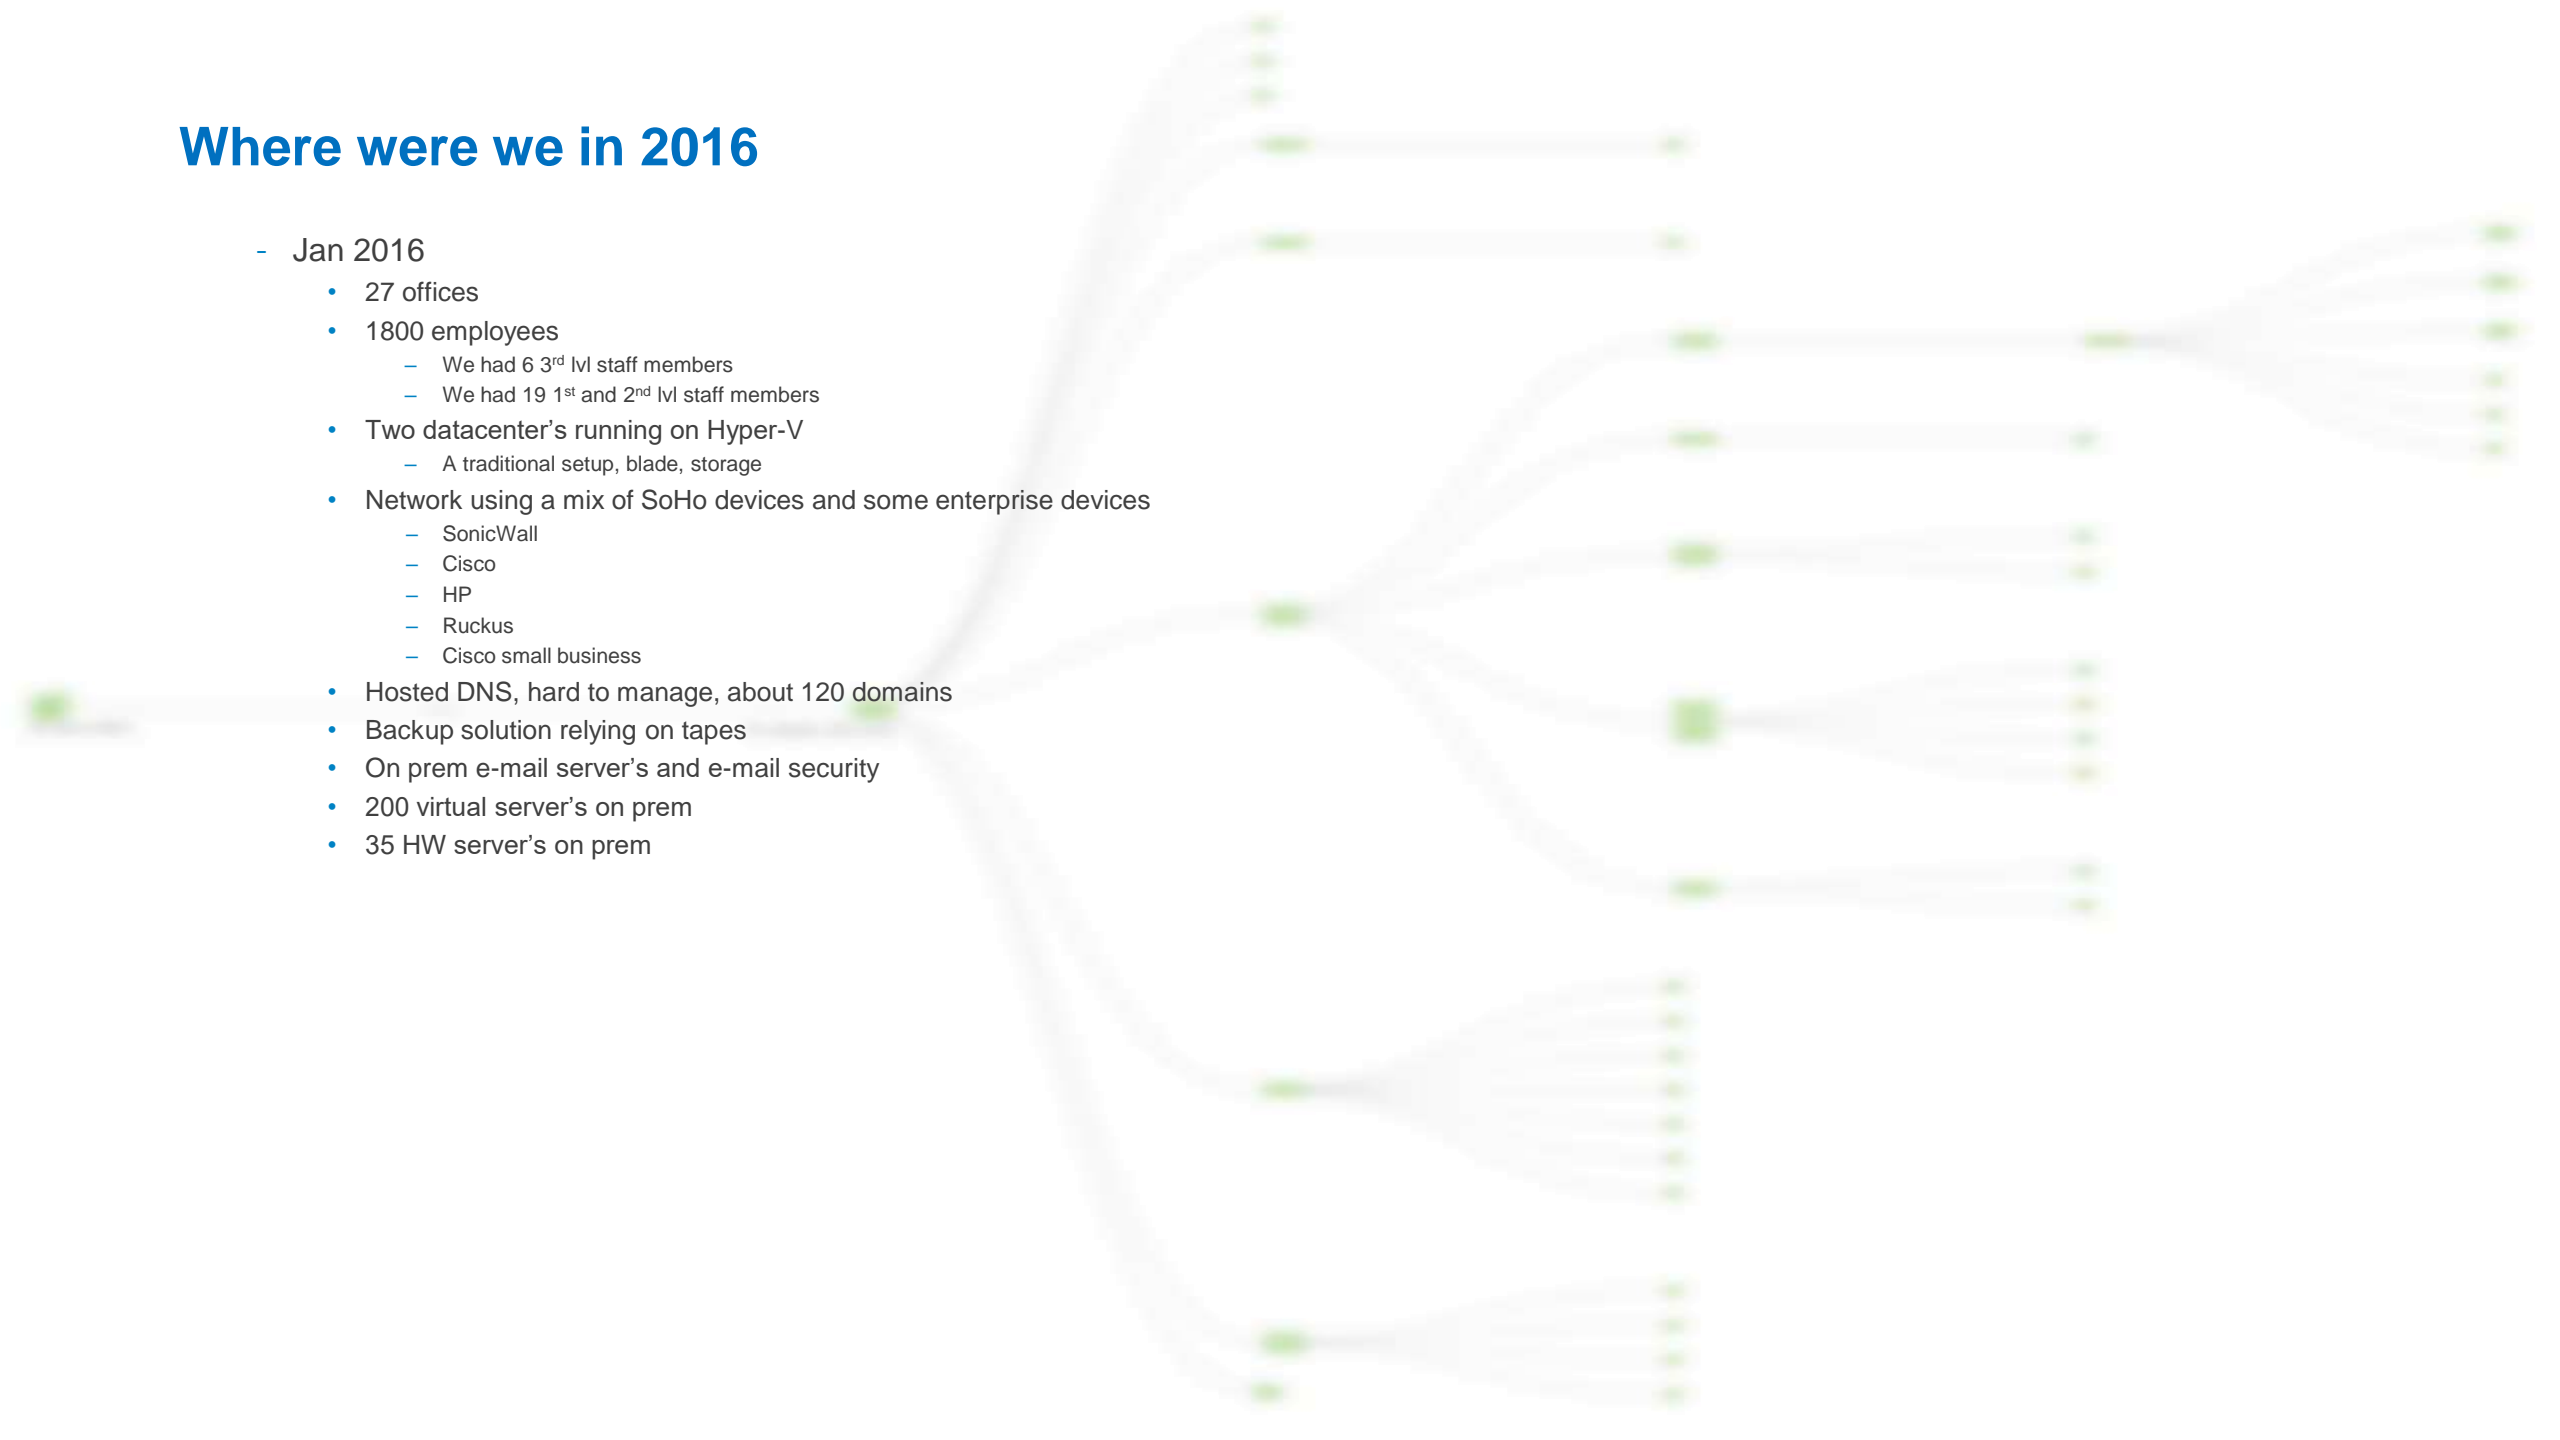 Where were we in 2016
- Jan 2016
• 27 offices
• 1800 employees
– We had 6 3rd lvl staff members
– We had 19 1st and 2nd lvl staff members
• Two datacenter’s running on Hyper-V
– A traditional setup, blade, storage
• Network using a mix of SoHo devices and some enterprise devices
– SonicWall
– Cisco
– HP
– Ruckus
– Cisco small business
• Hosted DNS, hard to manage, about 120 domains
• Backup solution relying on tapes
• On prem e-mail server’s and e-mail security
• 200 virtual server’s on prem
• 35 HW server’s on prem